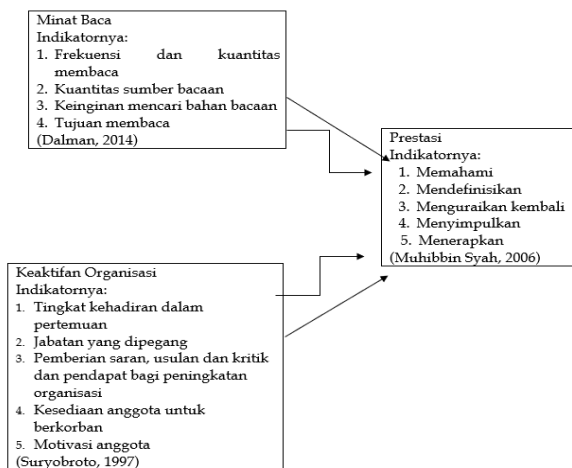 Minat Baca
Indikatornya:
1. Frekuensi dan kuantitas
membaca
2. Kuantitas sumber bacaan
3. Keinginan mencari bahan bacaan
4. Tujuan membaca
(Dalman, 2014)
Prestasi
Indikatornya:
1. Memahami
2. Mendefinisikan
3. Menguraikan kembali
4. Menyimpulkan
5. Menerapkan
(Muhibbin Syah, 2006)
Keaktifan Organisasi
Indikatornya:
1. Tingkat kehadiran dalam
pertemuan
2. Jabatan yang dipegang
3. Pemberian saran, usulan dan kritik
dan pendapat bagi peningkatan
organisasi
4. Kesediaan anggota untuk
berkorban
5. Motivasi anggota
(Suryobroto, 1997)